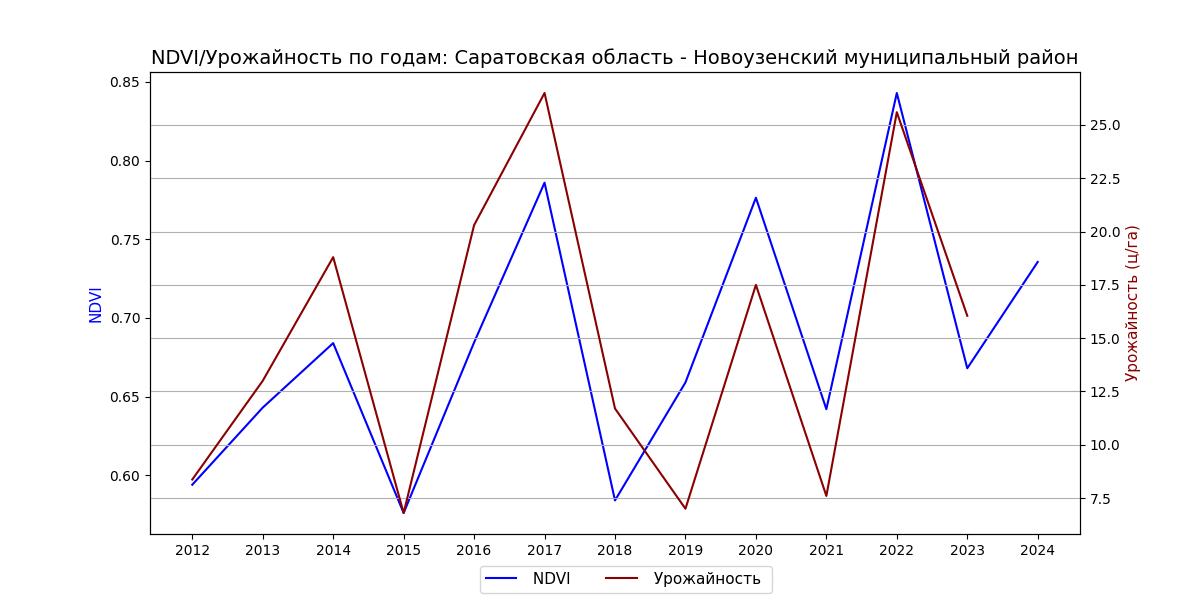 NDVI/Урожайность по годам: Саратовская область - Новоузенский муниципальный район
0.85
0.80
0.75
0.70
0.65
0.60
NDVI
25.0
22.5
20.0
17.5
15.0
12.5
10.0
7.5
Урожайность (ц/га)
2012 2013 2014 2015 2016 2017 2018 2019 2020 2021 2022 2023 2024
NDVI Урожайность